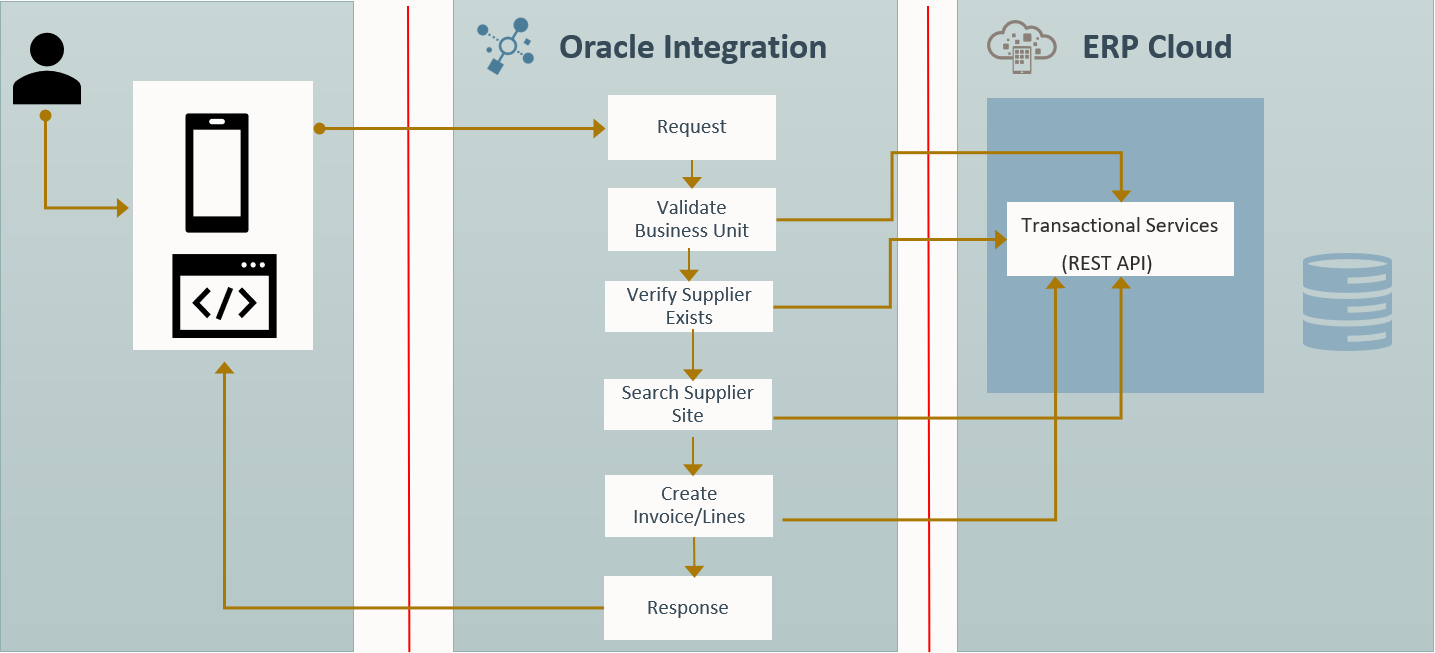 Oracle Integration
ERP Cloud
Request
Validate
Business Unit
Verify Supplier
Exists
Search Supplier
Site
Create
Invoice/Lines
Response
Transactional Services
(REST API)
</>